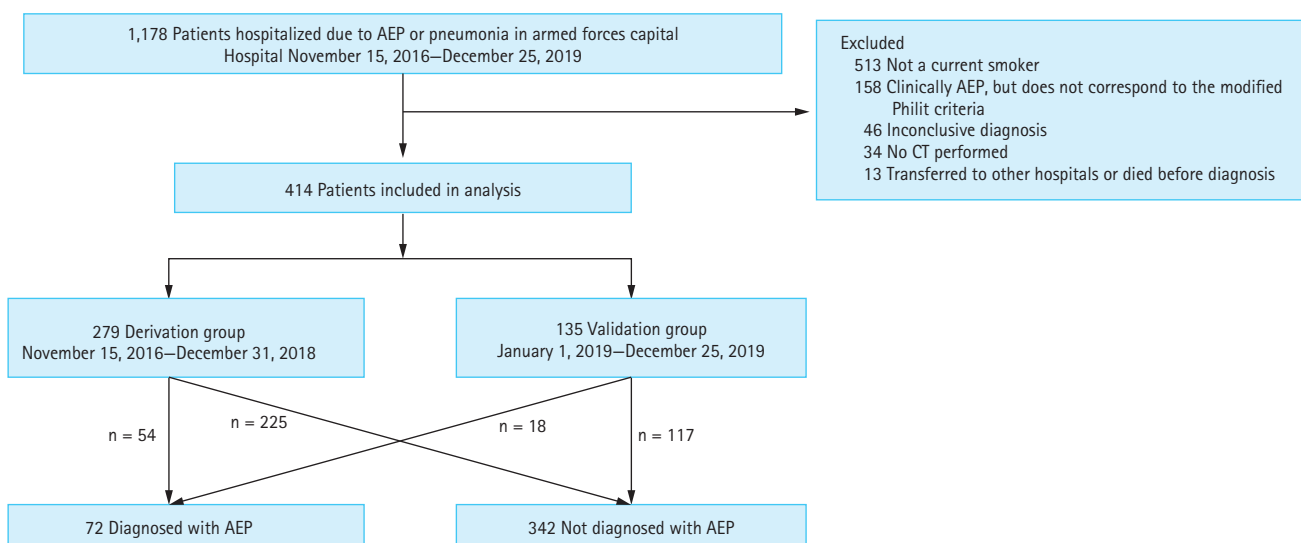 1,178 Patients hospitalized due to AEP or pneumonia in armed forces capital
Hospital November 15, 2016—December 25, 2019
Excluded
513 Not a current smoker
158 Clinically AEP, but does not correspond to the modified
Philit criteria
46 Inconclusive diagnosis
34 No CT performed
13 Transferred to other hospitals or died before diagnosis
414 Patients included in analysis
279 Derivation group
November 15, 2016—December 31, 2018
135 Validation group
January 1, 2019—December 25, 2019
n = 54
n = 225
n = 18
n = 117
72 Diagnosed with AEP
342 Not diagnosed with AEP